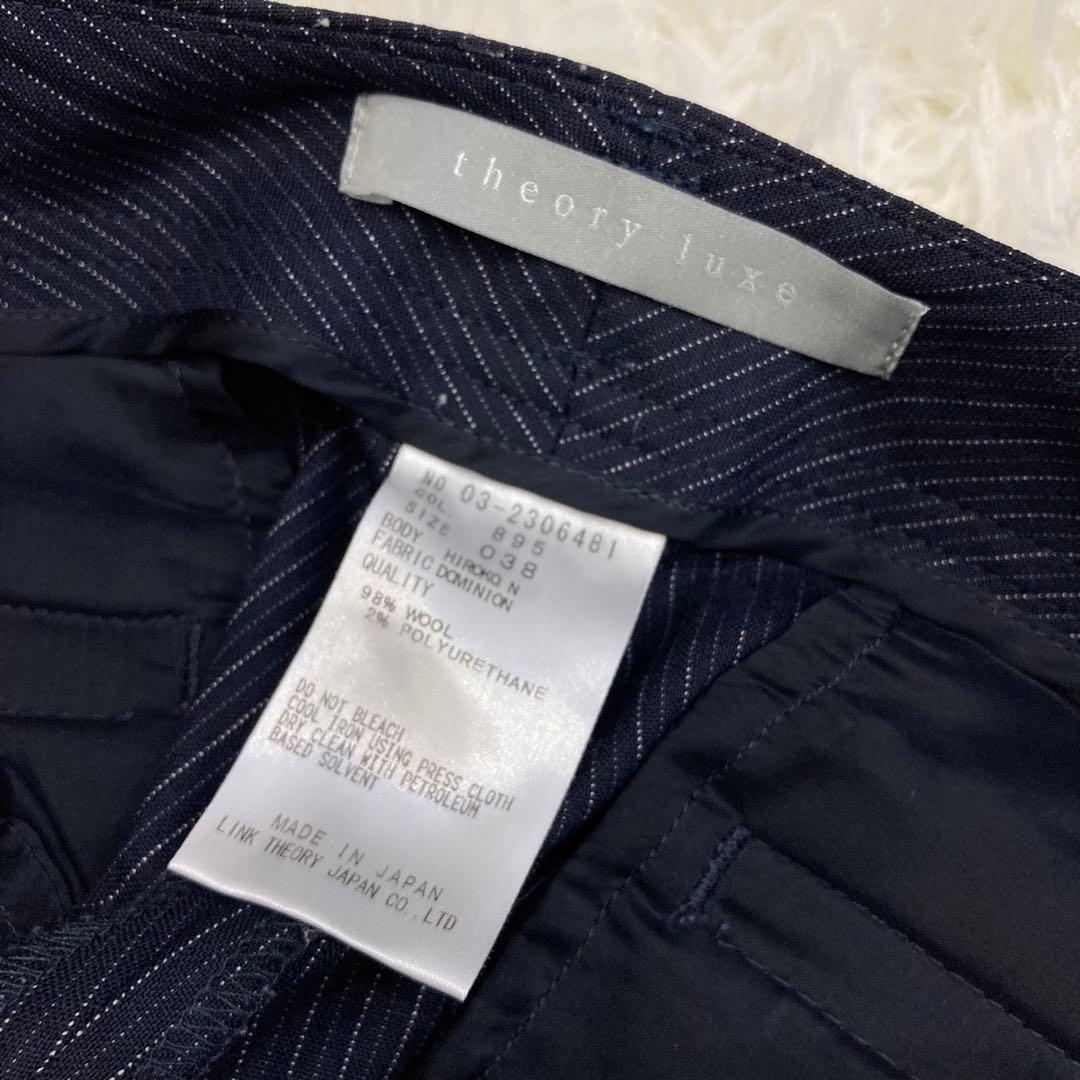 theory luxe
NO. 03-2306481
COL. 895
SIZE 038
BODY HIROKO N
FABRIC DOMINION
QUALITY
98% WOOL
2% POLYURETHANE
DO NOT BLEACH
COOL IRON USING PRESS CLOTH
DRY CLEAN WITH PETROLEUM
BASED SOLVENT
MADE IN JAPAN
LINK THEORY JAPAN CO.,LTD